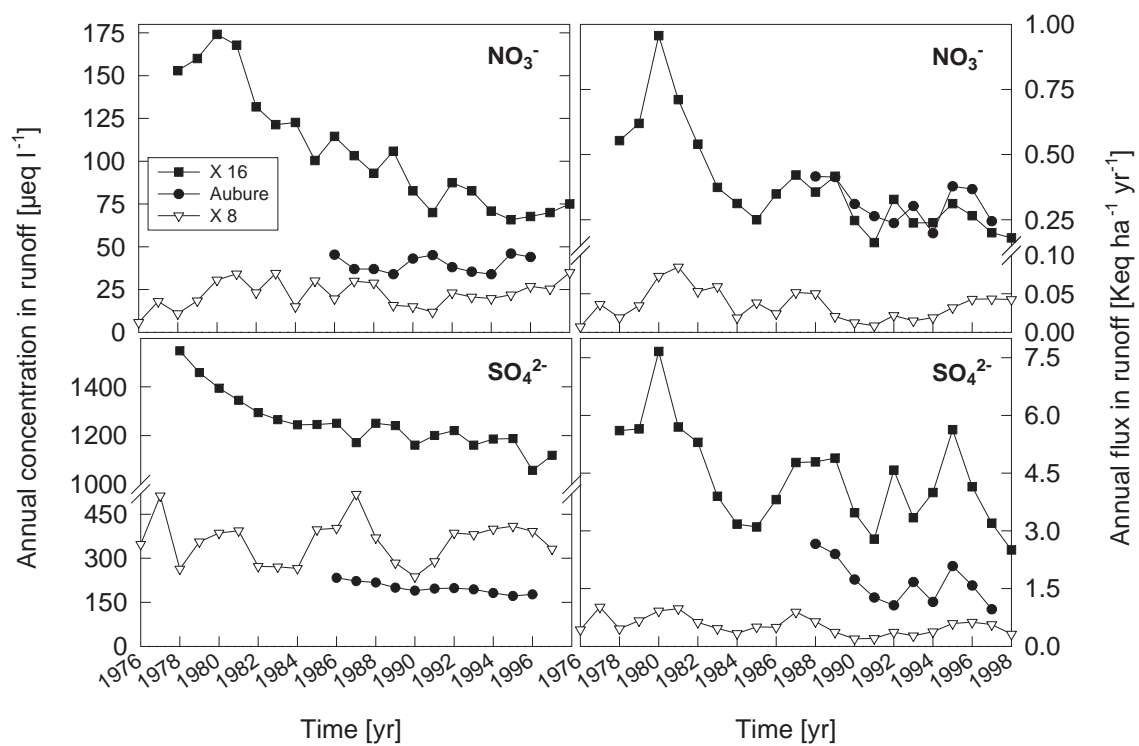 Annual concentration in runoff [µeq l⁻¹]
175
150
125
100
75
50
25
0
NO₃⁻
X 16
Aubure
X 8
NO₃⁻
1.00
0.75
0.50
0.25
0.10
0.05
0.00
1400
1200
1000
450
300
150
0
SO₄²⁻
SO₄²⁻
7.5
6.0
4.5
3.0
1.5
0.0
Annual flux in runoff [Keq ha⁻¹ yr⁻¹]
1976 1978 1980 1982 1984 1986 1988 1990 1992 1994 1996 1976 1978 1980 1982 1984 1986 1988 1990 1992 1994 1996 1998
Time [yr] Time [yr]